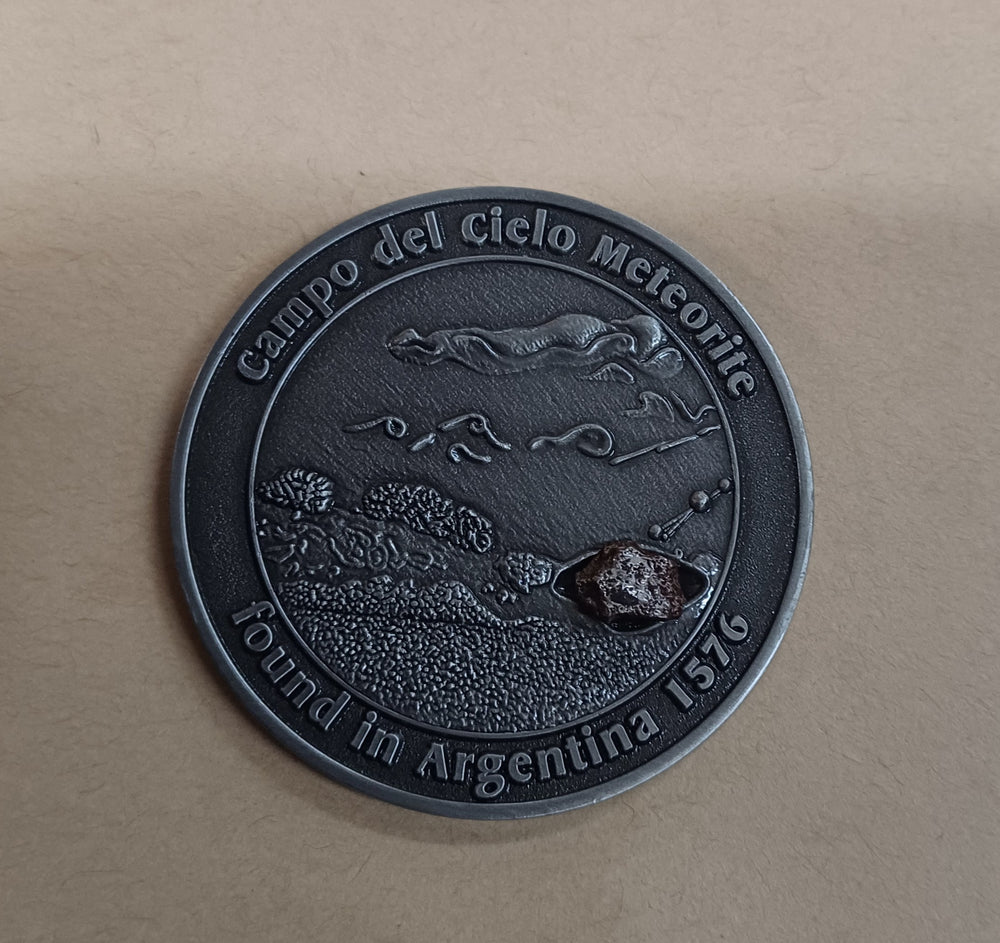 Campo del Cielo Meteorite
found in Argentina 1576